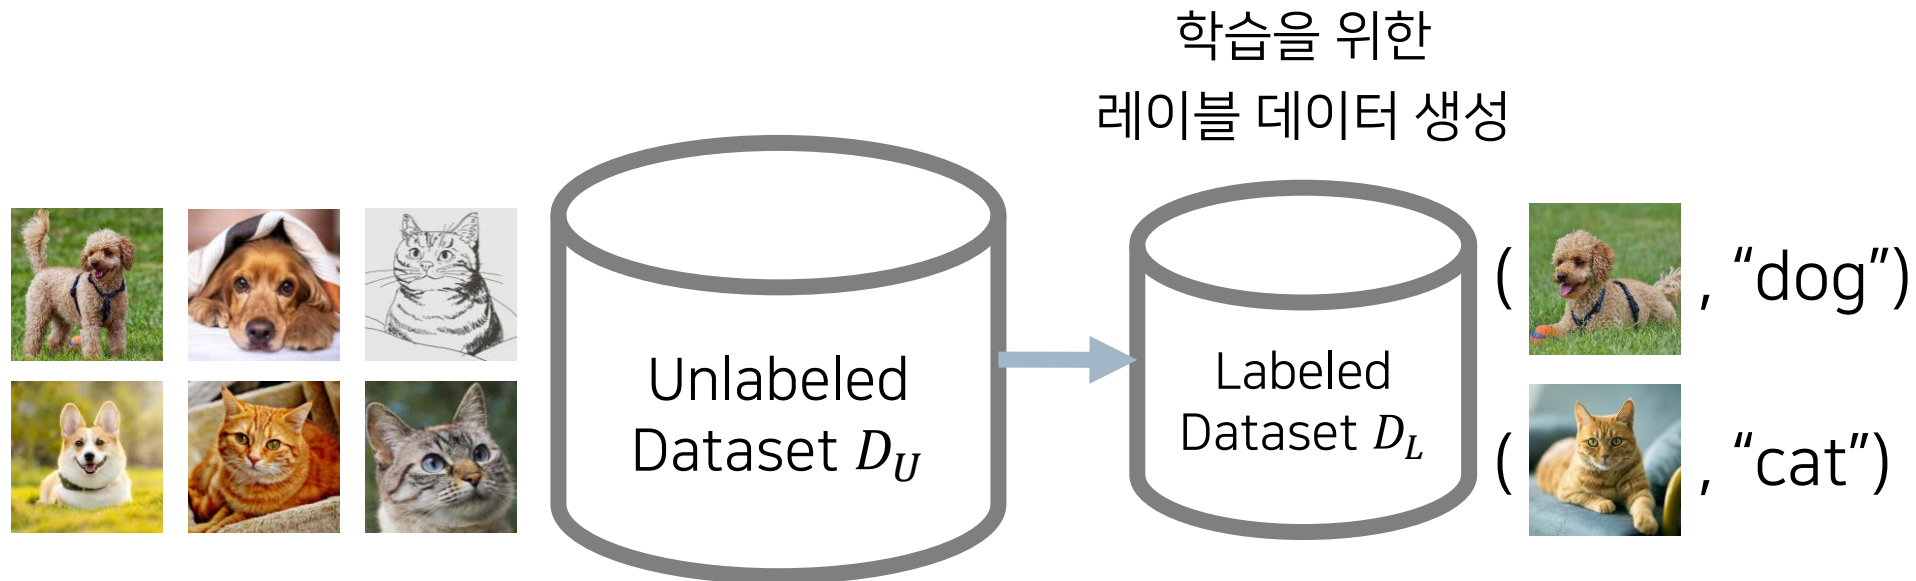 학습을 위한
레이블 데이터 생성
Unlabeled
Dataset D_U
Labeled
Dataset D_L
( , “dog”)
( , “cat”)